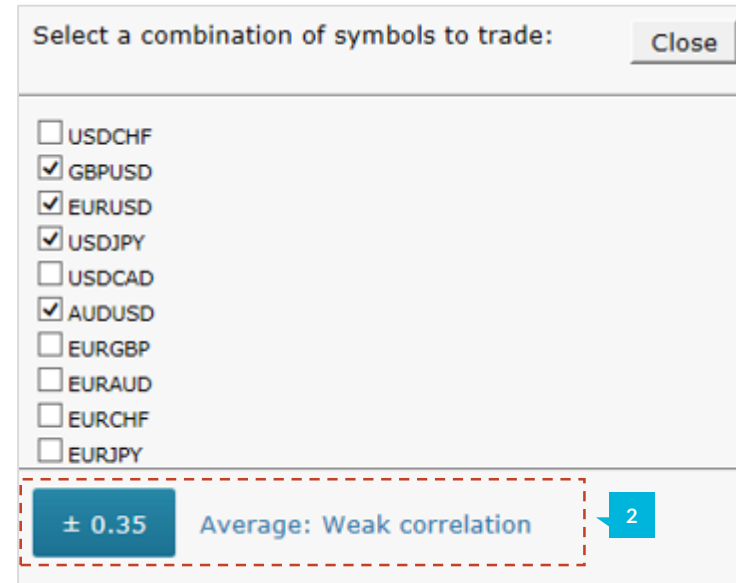 Select a combination of symbols to trade:
Close
USDCHF
GBPUSD
EURUSD
USDJPY
USDCAD
AUDUSD
EURGBP
EURAUD
EURCHF
EURJPY
± 0.35 Average: Weak correlation
2